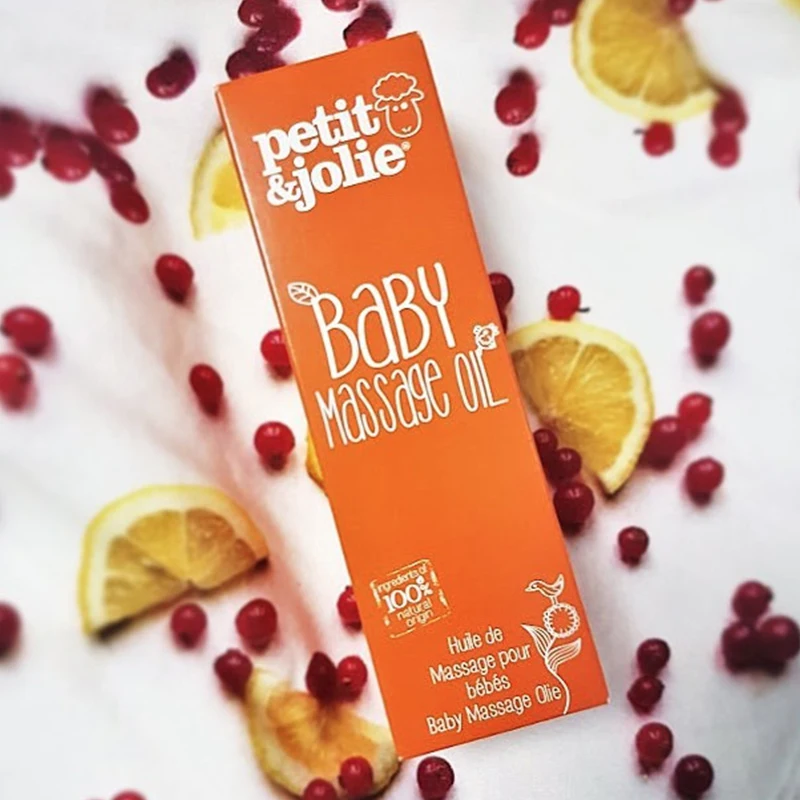 petit
&jolie®
BaBY
Massage OIL
ingredients of
100%
natural
origin
Huile de
Massage pour
bébés
Baby Massage Olie